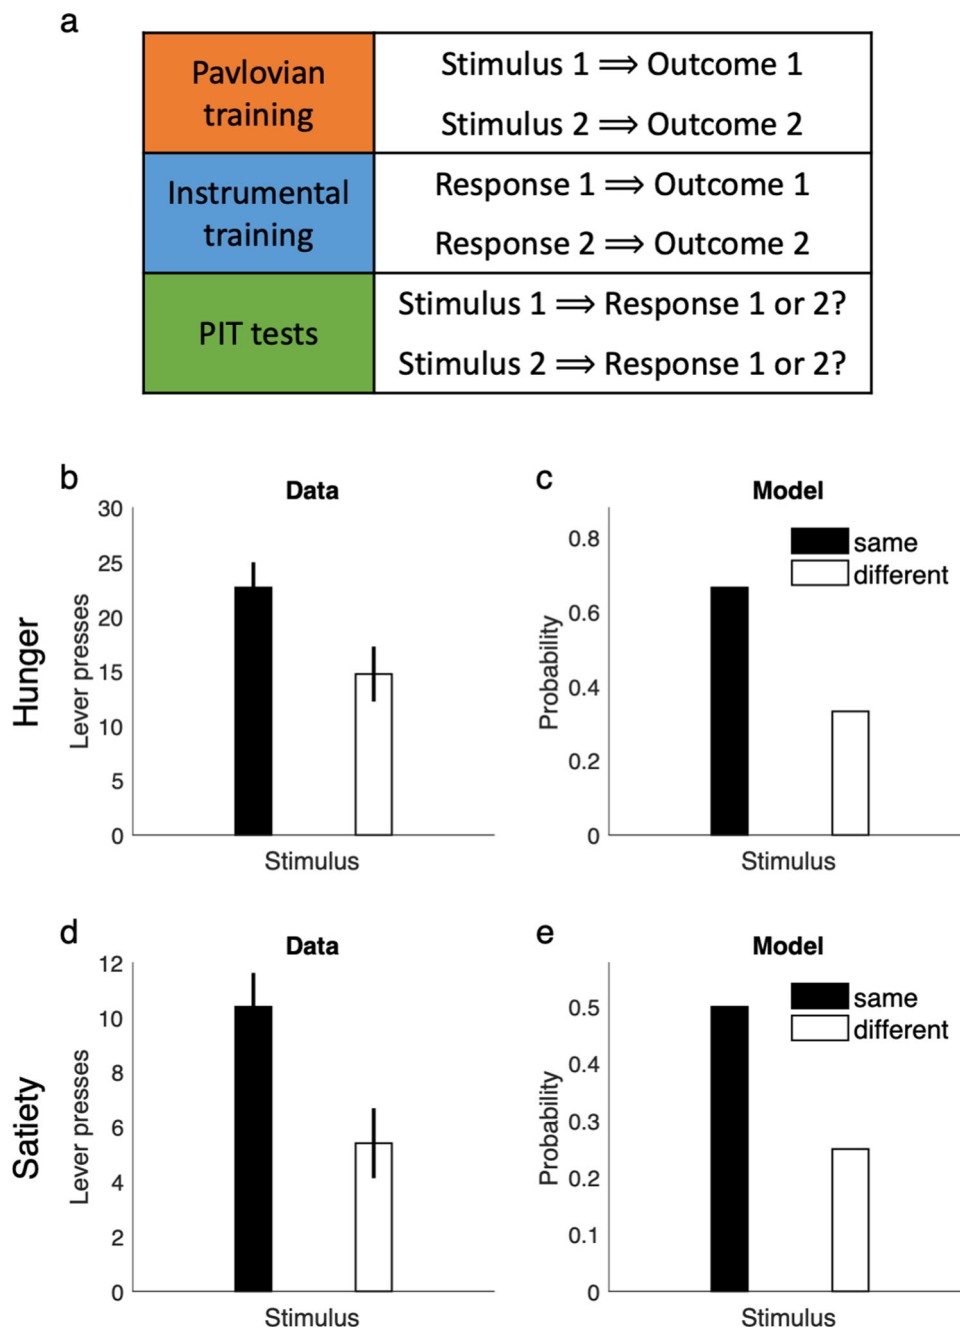 a
Pavlovian
training
Stimulus 1 ⟹ Outcome 1
Stimulus 2 ⟹ Outcome 2
Instrumental
training
Response 1 ⟹ Outcome 1
Response 2 ⟹ Outcome 2
PIT tests
Stimulus 1 ⟹ Response 1 or 2?
Stimulus 2 ⟹ Response 1 or 2?
Hunger
b
Data
Lever presses
30
25
20
15
10
5
0
Stimulus
c
Model
Probability
0.8
0.6
0.4
0.2
0
same
different
Stimulus
Satiety
d
Data
Lever presses
12
10
8
6
4
2
0
Stimulus
e
Model
Probability
0.5
0.4
0.3
0.2
0.1
0
same
different
Stimulus